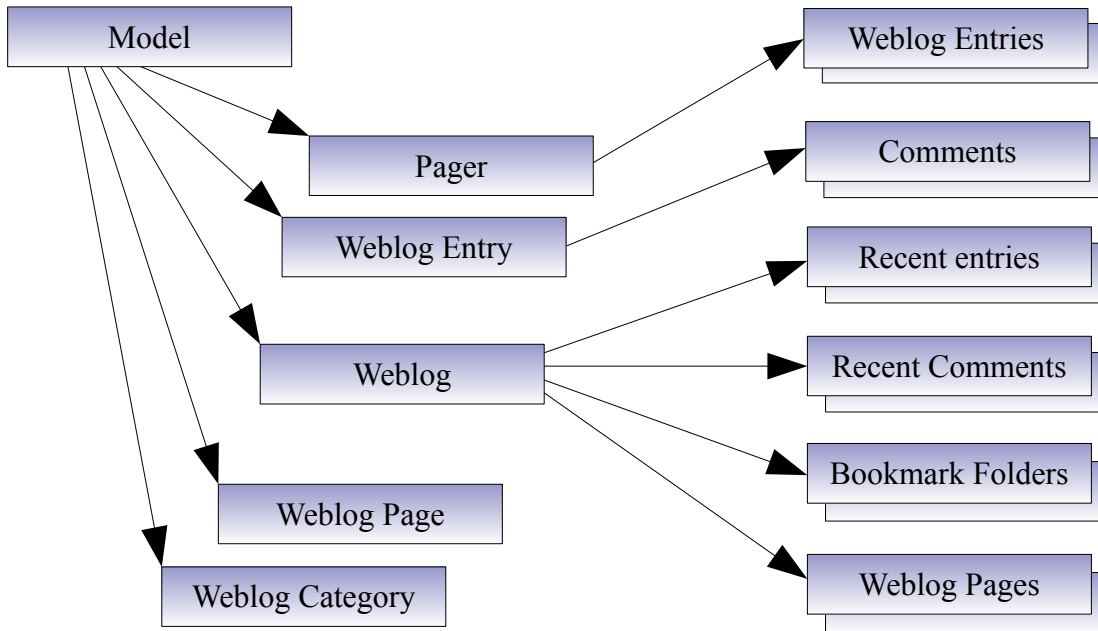 Model
Weblog Entries
Pager
Comments
Weblog Entry
Recent entries
Weblog
Recent Comments
Bookmark Folders
Weblog Page
Weblog Category
Weblog Pages